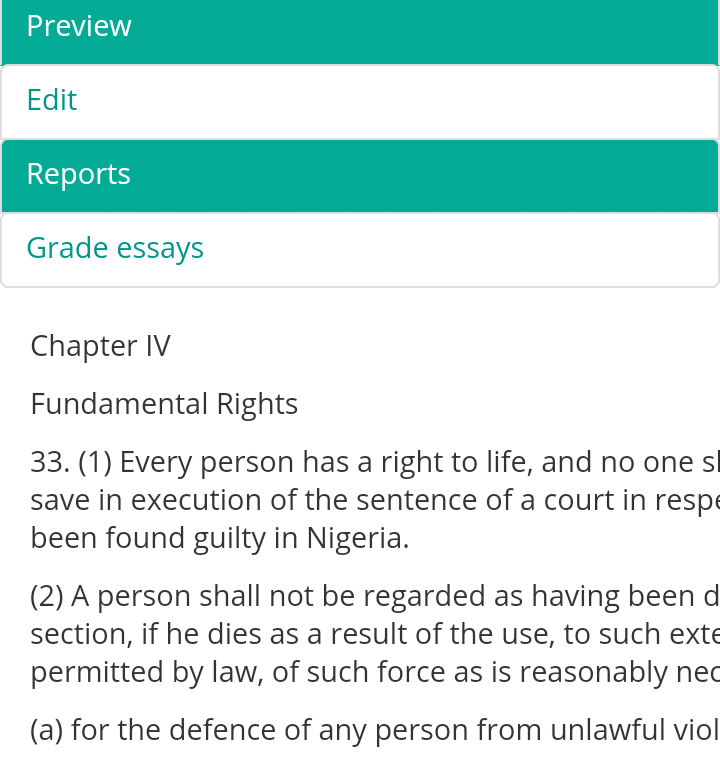 Preview
Edit
Reports
Grade essays
Chapter IV
Fundamental Rights
33. (1) Every person has a right to life, and no one
save in execution of the sentence of a court in
been found guilty in Nigeria.
(2) A person shall not be regarded as having been
section, if he dies as a result of the use, to such
permitted by law, of such force as is reasonably
(a) for the defence of any person from unlawful